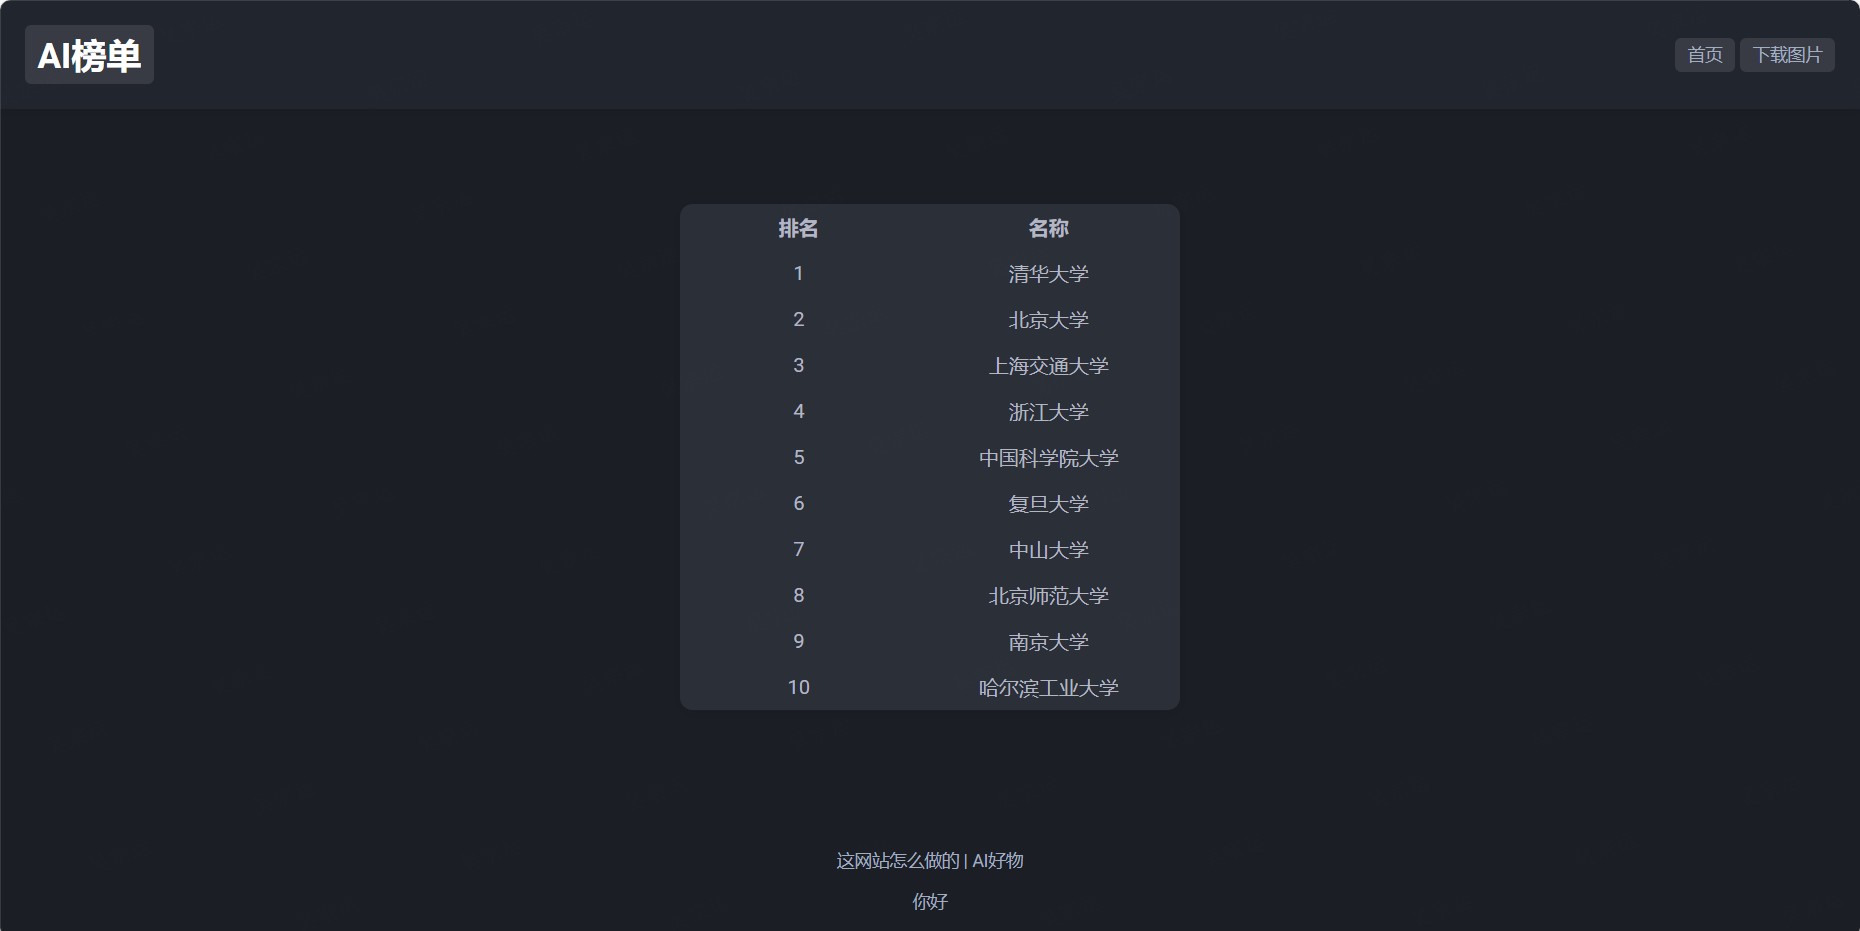 AI榜单
首页 下载图片
排名 名称
1 清华大学
2 北京大学
3 上海交通大学
4 浙江大学
5 中国科学院大学
6 复旦大学
7 中山大学
8 北京师范大学
9 南京大学
10 哈尔滨工业大学
这网站怎么做的 | AI好物
你好